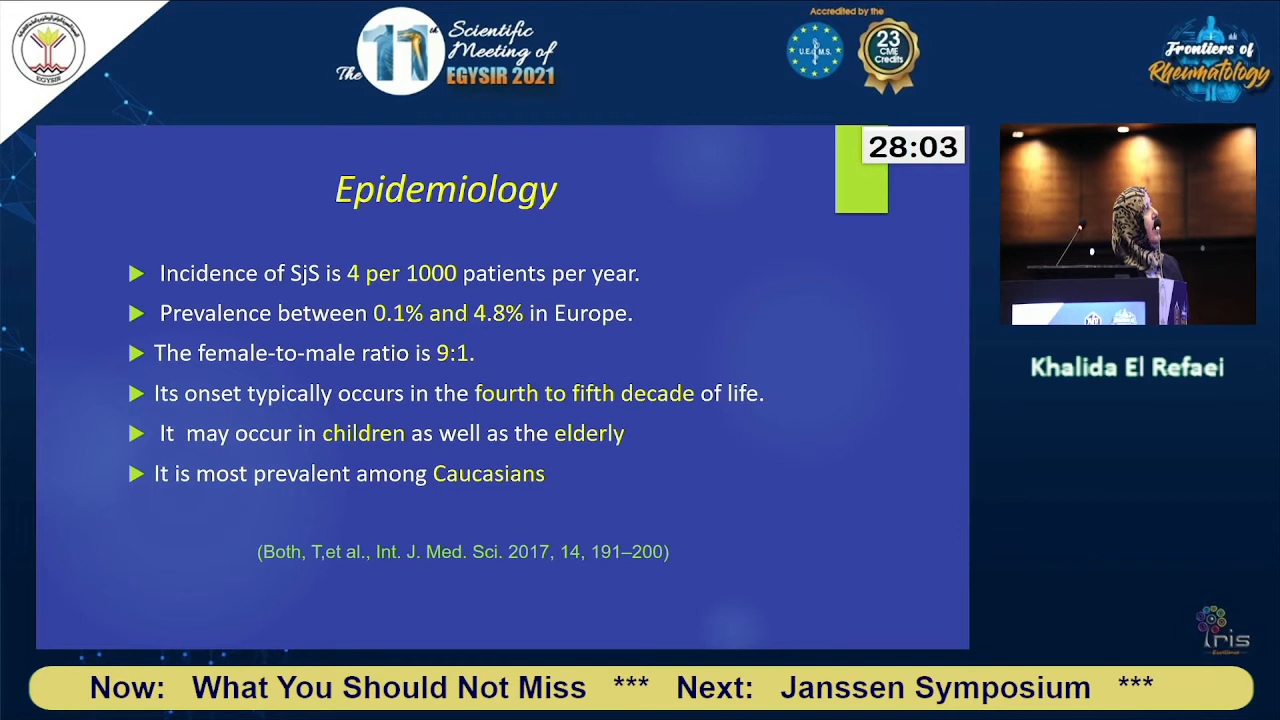 EGYSIR
The 11th
Scientific
Meeting of
EGYSIR 2021
Accredited by the
U.E.M.S.
23
CME
Credits
Frontiers of
Rheumatology
28:03
Epidemiology
Incidence of SjS is 4 per 1000 patients per year.
Prevalence between 0.1% and 4.8% in Europe.
The female-to-male ratio is 9:1.
Its onset typically occurs in the fourth to fifth decade of life.
It may occur in children as well as the elderly
It is most prevalent among Caucasians
(Both, T,et al., Int. J. Med. Sci. 2017, 14, 191–200)
Khalida El Refaei
Iris
Now: What You Should Not Miss *** Next: Janssen Symposium ***